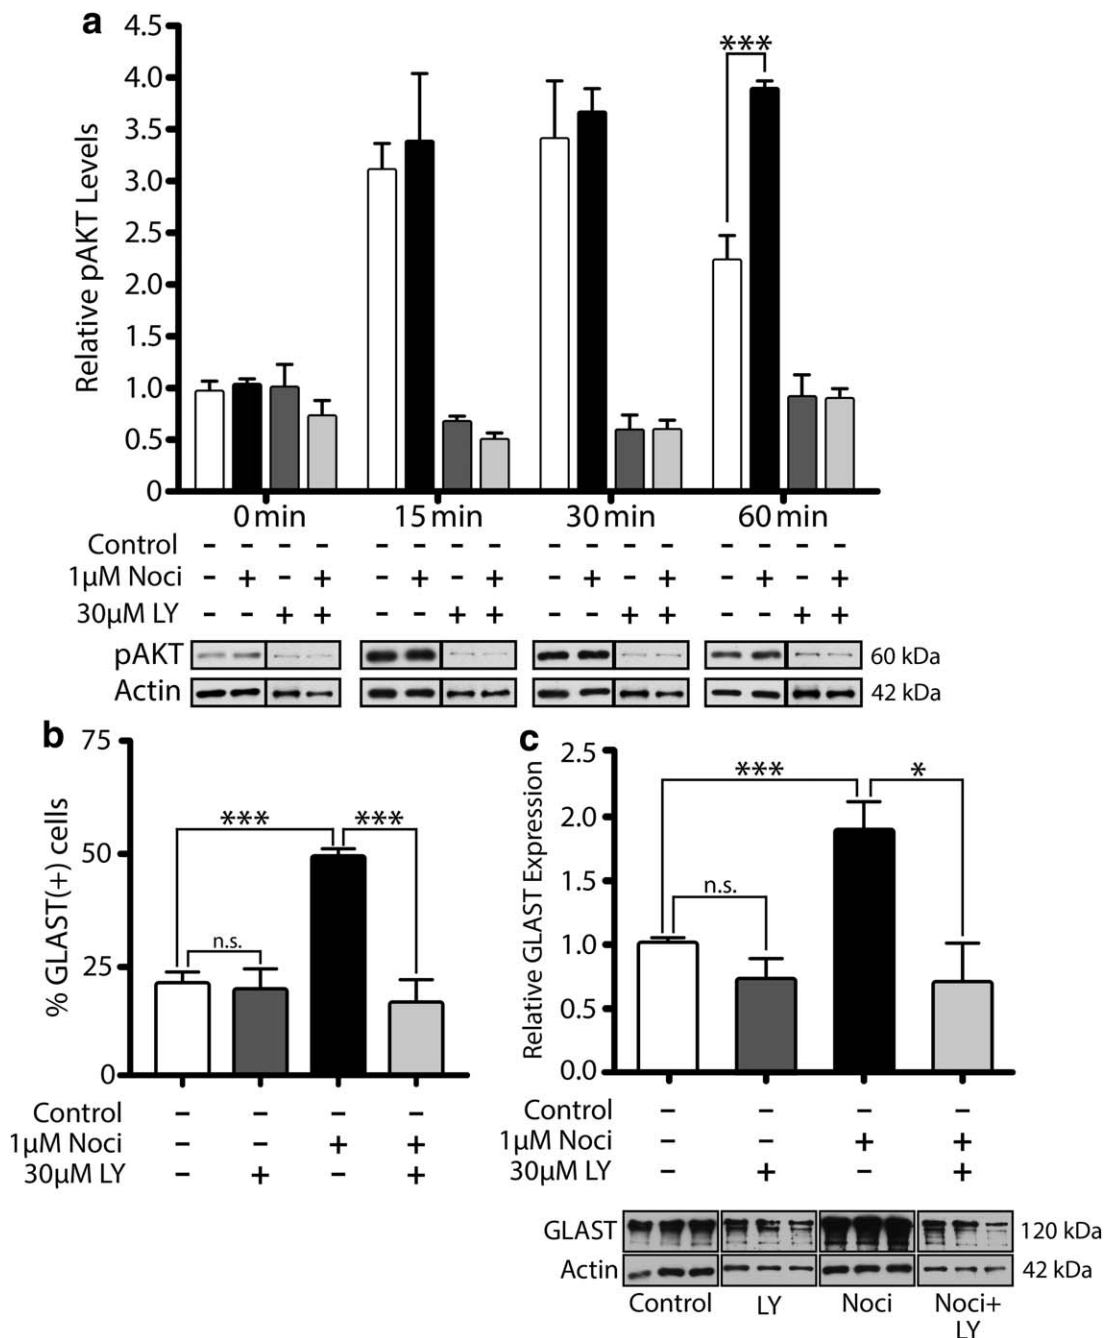 a
Relative pAKT Levels
4.5
4.0
3.5
3.0
2.5
2.0
1.5
1.0
0.5
0
***
0 min 15 min 30 min 60 min
Control - - - - - - - - - - - - - - - -
1µM Noci - + - + - + - + - + - + - + - +
30µM LY - - + + - - + + - - + + - - + +
pAKT 60 kDa
Actin 42 kDa
b
% GLAST(+) cells
75
50
25
0
*** ***
n.s.
Control - - - -
1µM Noci - - + +
30µM LY - + - +
c
Relative GLAST Expression
2.5
2.0
1.5
1.0
0.5
0.0
*** *
n.s.
Control - - - -
1µM Noci - - + +
30µM LY - + - +
GLAST 120 kDa
Actin 42 kDa
Control LY Noci Noci+
LY